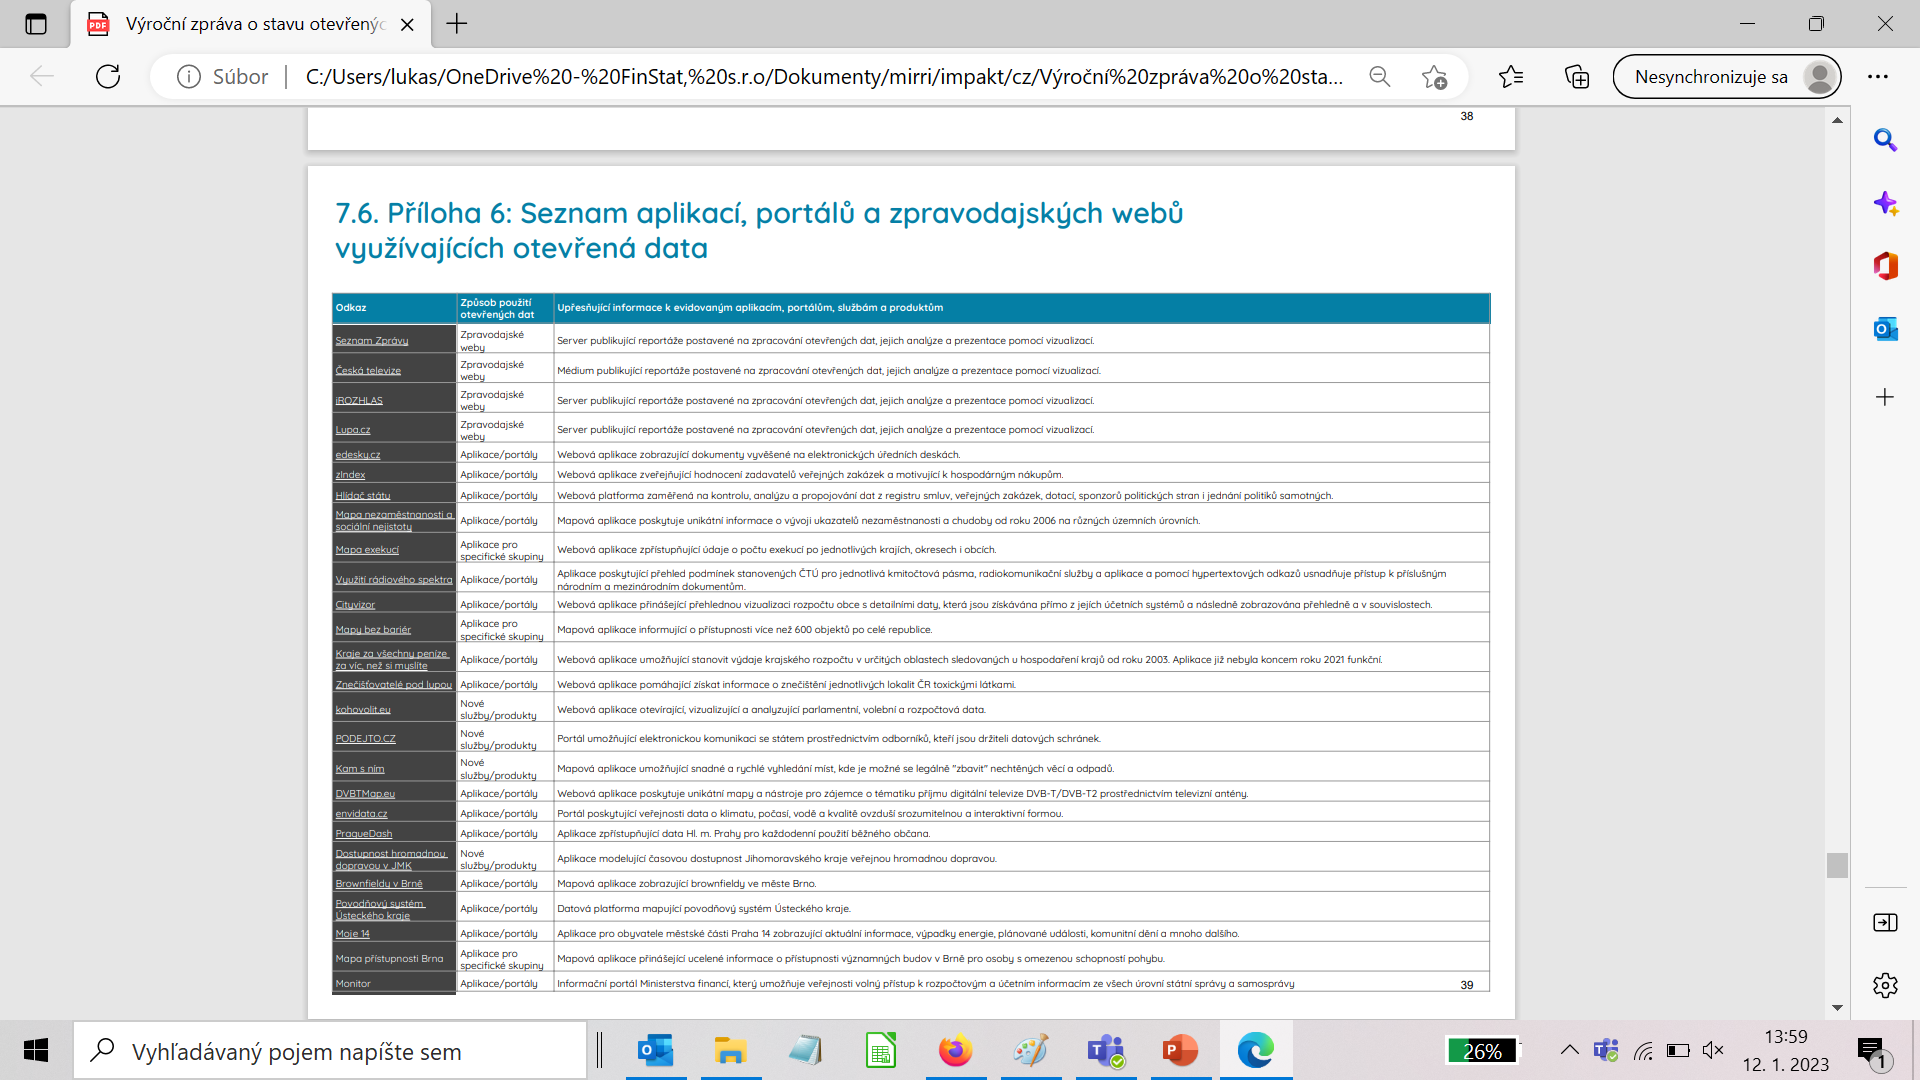 Výroční zpráva o stavu otevřenýc
Súbor
C:/Users/lukas/OneDrive%20-%20FinStat,%20s.r.o/Dokumenty/mirri/impakt/cz/Výroční%20zpráva%20o%20sta...
Nesynchronizuje sa
38
7.6. Příloha 6: Seznam aplikací, portálů a zpravodajských webů
využívajících otevřená data
Odkaz
Způsob použití
otevřených dat
Upřesňující informace k evidovaným aplikacím, portálům, službám a produktům
Seznam Zprávy
Zpravodajské
weby
Server publikující reportáže postavené na zpracování otevřených dat, jejich analýze a prezentace pomocí vizualizací.
Česká televize
Zpravodajské
weby
Médium publikující reportáže postavené na zpracování otevřených dat, jejich analýze a prezentace pomocí vizualizací.
iROZHLAS
Zpravodajské
weby
Server publikující reportáže postavené na zpracování otevřených dat, jejich analýze a prezentace pomocí vizualizací.
Lupa.cz
Zpravodajské
weby
Server publikující reportáže postavené na zpracování otevřených dat, jejich analýze a prezentace pomocí vizualizací.
edesky.cz
Aplikace/portály
Webová aplikace zobrazující dokumenty vyvěšené na elektronických úředních deskách.
zIndex
Aplikace/portály
Webová aplikace zveřejňující hodnocení zadavatelů veřejných zakázek a motivující k hospodárným nákupům.
Hlídač státu
Aplikace/portály
Webová platforma zaměřená na kontrolu, analýzu a propojování dat z registru smluv, veřejných zakázek, dotací, sponzorů politických stran i jednání politiků samotných.
Mapa nezaměstnanosti a
sociální nejistoty
Aplikace/portály
Mapová aplikace poskytuje unikátní informace o vývoji ukazatelů nezaměstnanosti a chudoby od roku 2006 na různých územních úrovních.
Mapa exekucí
Aplikace pro
specifické skupiny
Webová aplikace zpřístupňující údaje o počtu exekucí po jednotlivých krajích, okresech i obcích.
Využití rádiového spektra
Aplikace/portály
Aplikace poskytující přehled podmínek stanovených ČTÚ pro jednotlivá kmitočtová pásma, radiokomunikační služby a aplikace a pomocí hypertextových odkazů usnadňuje přístup k příslušným
národním a mezinárodním dokumentům.
Cityvizor
Aplikace/portály
Webová aplikace přinášející přehlednou vizualizaci rozpočtu obce s detailními daty, která jsou získávána přímo z jejích účetních systémů a následně zobrazována přehledně a v souvislostech.
Mapy bez bariér
Aplikace pro
specifické skupiny
Mapová aplikace informující o přístupnosti více než 600 objektů po celé republice.
Kraje za všechny peníze
za víc, než si myslíte
Aplikace/portály
Webová aplikace umožňující stanovit výdaje krajského rozpočtu v určitých oblastech sledovaných u hospodaření krajů od roku 2003. Aplikace již nebyla koncem roku 2021 funkční.
Znečišťovatelé pod lupou
Aplikace/portály
Webová aplikace pomáhající získat informace o znečištění jednotlivých lokalit ČR toxickými látkami.
kohovolit.eu
Nové
služby/produkty
Webová aplikace otevírající, vizualizující a analyzující parlamentní, volební a rozpočtová data.
PODEJTO.CZ
Nové
služby/produkty
Portál umožňující elektronickou komunikaci se státem prostřednictvím odborníků, kteří jsou držiteli datových schránek.
Kam s ním
Nové
služby/produkty
Mapová aplikace umožňující snadné a rychlé vyhledání míst, kde je možné se legálně "zbavit" nechtěných věcí a odpadů.
DVBTMap.eu
Aplikace/portály
Webová aplikace poskytuje unikátní mapy a nástroje pro zájemce o tématiku příjmu digitální televize DVB-T/DVB-T2 prostřednictvím televizní antény.
envidata.cz
Aplikace/portály
Portál poskytující veřejnosti data o klimatu, počasí, vodě a kvalitě ovzduší srozumitelnou a interaktivní formou.
PragueDash
Aplikace/portály
Aplikace zpřístupňující data Hl. m. Prahy pro každodenní použití běžného občana.
Dostupnost hromadnou
dopravou v JMK
Nové
služby/produkty
Aplikace modelující časovou dostupnost Jihomoravského kraje veřejnou hromadnou dopravou.
Brownfieldy v Brně
Aplikace/portály
Mapová aplikace zobrazující brownfieldy ve městě Brno.
Povodňový systém
Ústeckého kraje
Aplikace/portály
Datová platforma mapující povodňový systém Ústeckého kraje.
Moje 14
Aplikace/portály
Aplikace pro obyvatele městské části Praha 14 zobrazující aktuální informace, výpadky energie, plánované události, komunitní dění a mnoho dalšího.
Mapa přístupnosti Brna
Aplikace pro
specifické skupiny
Mapová aplikace přinášející ucelené informace o přístupnosti významných budov v Brně pro osoby s omezenou schopností pohybu.
Monitor
Aplikace/portály
Informační portál Ministerstva financí, který umožňuje veřejnosti volný přístup k rozpočtovým a účetním informacím ze všech úrovní státní správy a samosprávy
39
Vyhľadávaný pojem napíšte sem
26%
13:59
12. 1. 2023
1